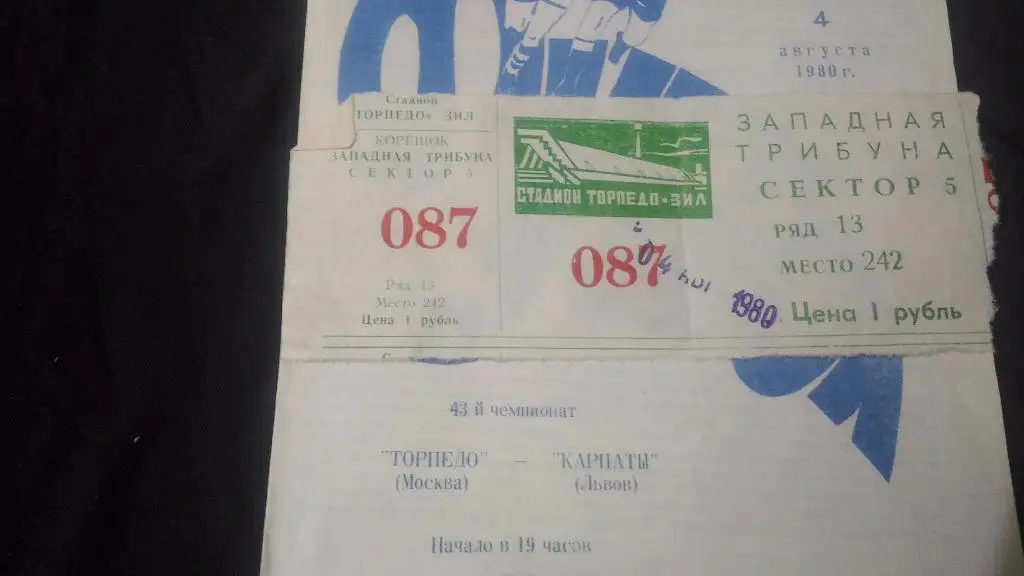 4
августа
1980 г.
Стадион
ТОРПЕДО« ЗИЛ
КОРЕШОК
ЗАПАДНАЯ ТРИБУНА
СЕКТОР 5
087
Ряд 13
Место 242
Цена 1 рубль
СТАДИОН ТОРПЕДО·ЗИЛ
087
04 1980
ЗАПАДНАЯ
ТРИБУНА
СЕКТОР 5
РЯД 13
МЕСТО 242
Цена 1 рубль
43 й чемпионат
"ТОРПЕДО" – "КАРПАТЫ"
(Москва) (Львов)
Начало в 19 часов